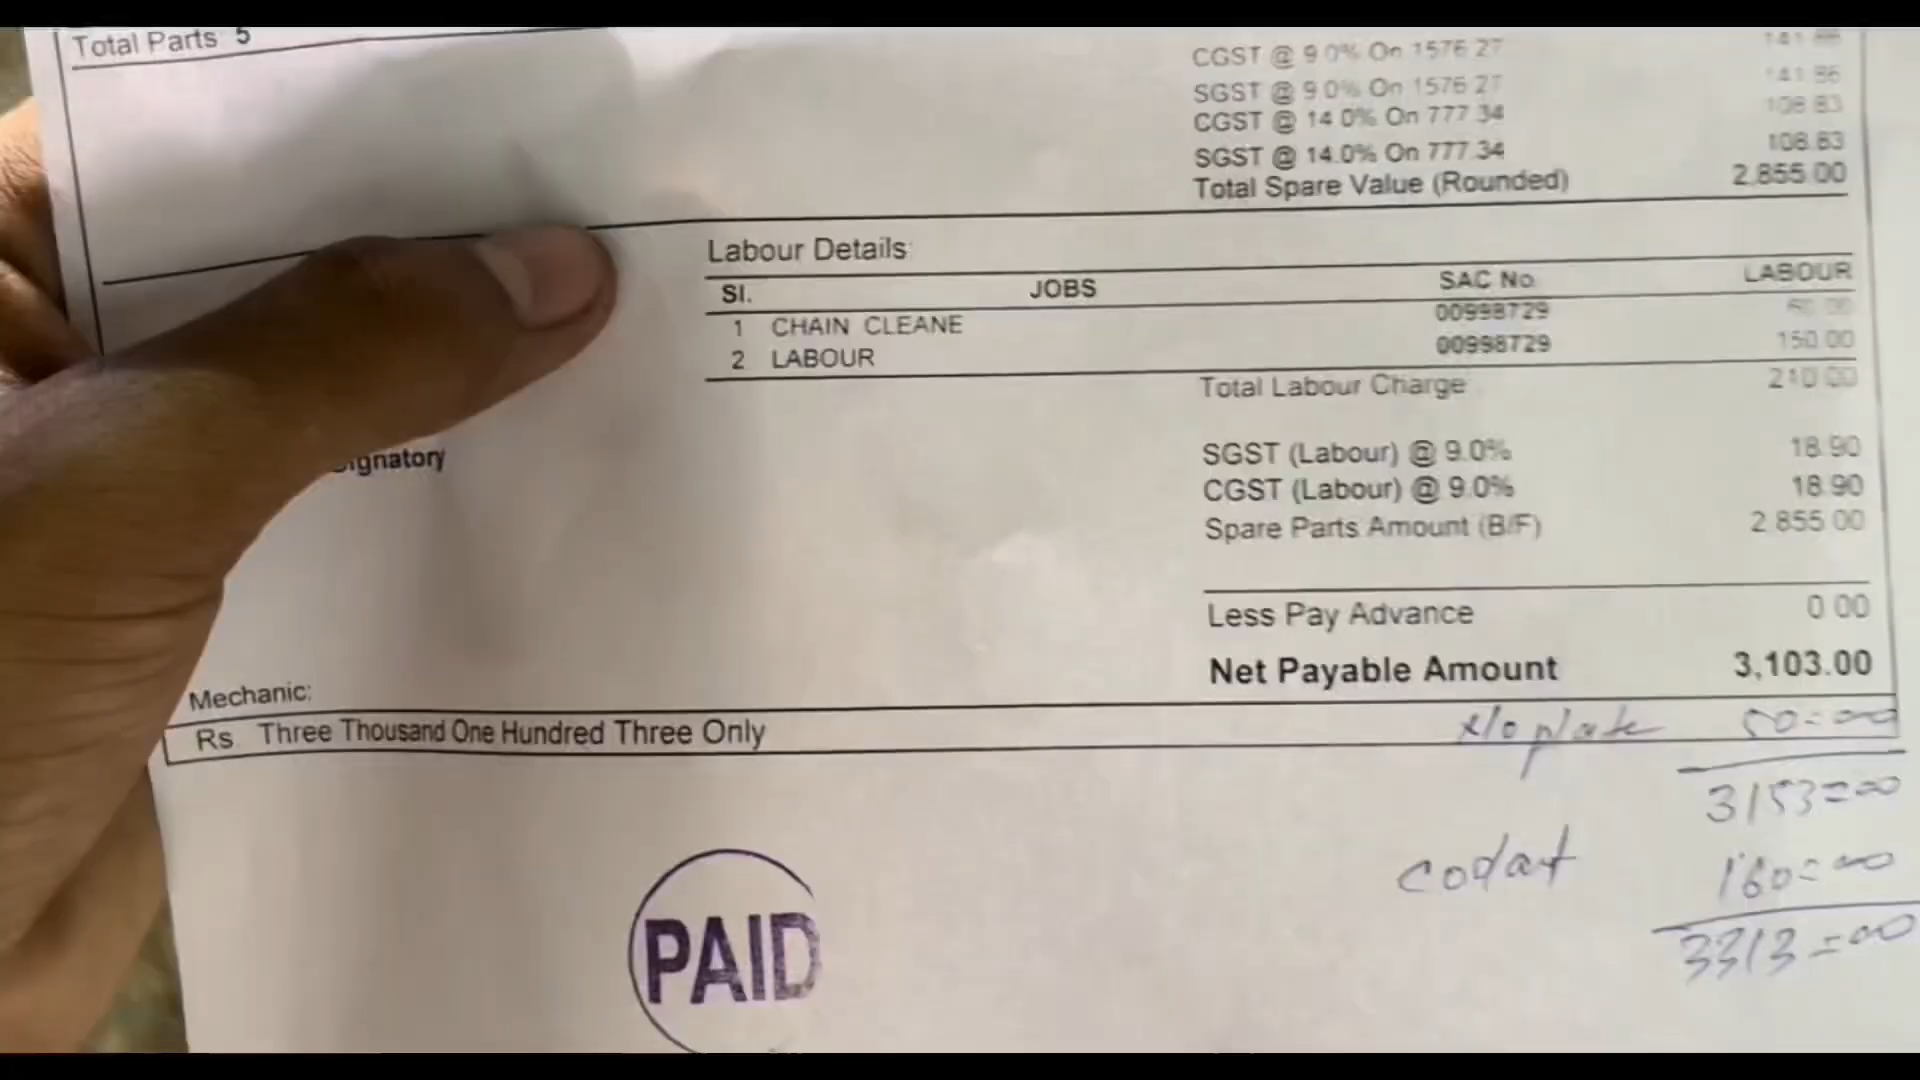 Total Parts 5
CGST @ 9.0% On 1576.27 141.86
SGST @ 9.0% On 1576.27 141.86
CGST @ 14.0% On 777.34 108.83
SGST @ 14.0% On 777.34 108.83
Total Spare Value (Rounded) 2,855.00
Labour Details:
Sl. JOBS SAC No. LABOUR
1 CHAIN CLEANE 00998729 60.00
2 LABOUR 00998729 150.00
Total Labour Charge 210.00
SGST (Labour) @ 9.0% 18.90
ignatory
CGST (Labour) @ 9.0% 18.90
Spare Parts Amount (B/F) 2,855.00
Less Pay Advance 0.00
Net Payable Amount 3,103.00
Mechanic:
Rs. Three Thousand One Hundred Three Only
plate 50=00
3153=00
160=00
3313=00
PAID